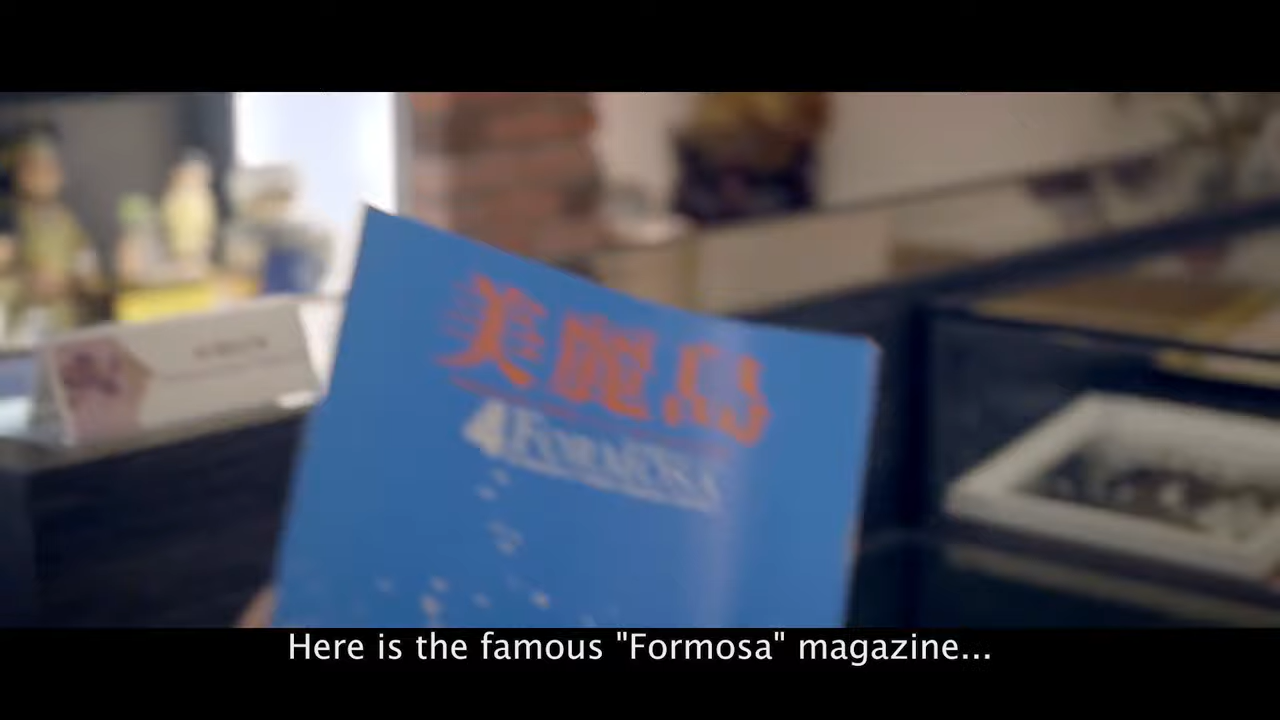 美麗島
4 FORMOSA
Here is the famous "Formosa" magazine...